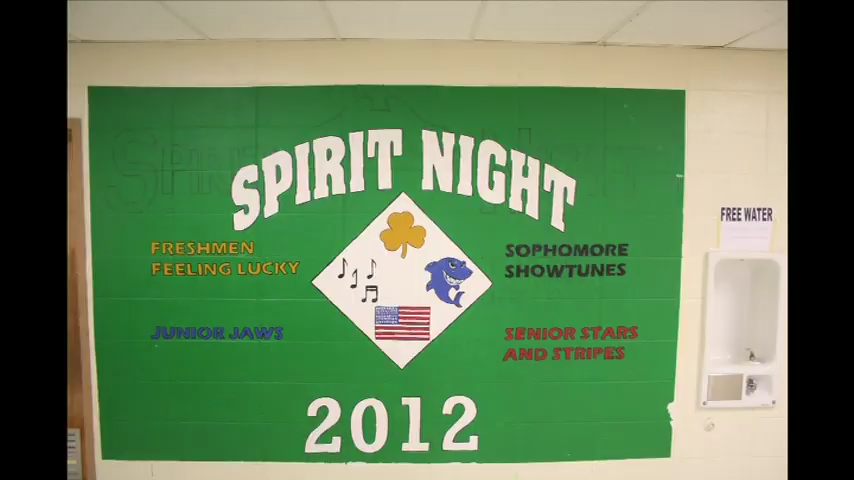 SPIRIT NIGHT
FREE WATER
FRESHMEN
FEELING LUCKY
SOPHOMORE
SHOWTUNES
JUNIOR JAWS
SENIOR STARS
AND STRIPES
2012